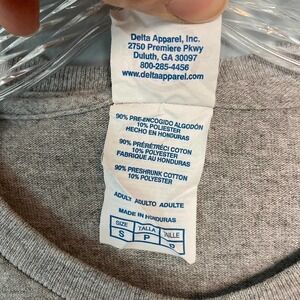 Delta Apparel, Inc.
2750 Premiere Pkwy
Duluth, GA 30097
800-285-4456
www.deltaapparel.com
90% PRE-ENCOGIDO ALGODÓN
10% POLIESTER
HECHO EN HONDURAS
90% PRÉRÉTRÉCI COTON
10% POLYESTER
FABRIQUE AU HONDURAS
90% PRESHRUNK COTTON
10% POLYESTER
ADULT ADULTO ADULTE
MADE IN HONDURAS
SIZE TALLA TAILLE
S P P